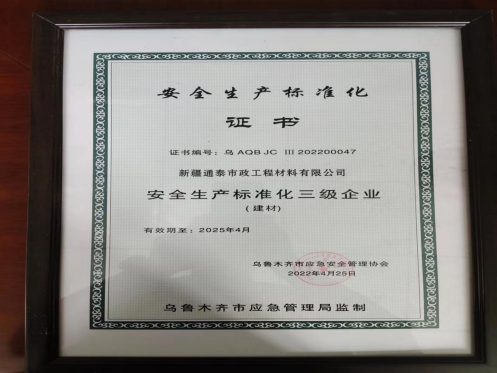 安全生产标准化
证书
证书编号：乌 AQB JC III 202200047
新疆通泰市政工程材料有限公司
安全生产标准化三级企业
(建材)
有效期至：2025年4月
乌鲁木齐市应急安全管理协会
2022年4月25日
乌鲁木齐市应急管理局监制